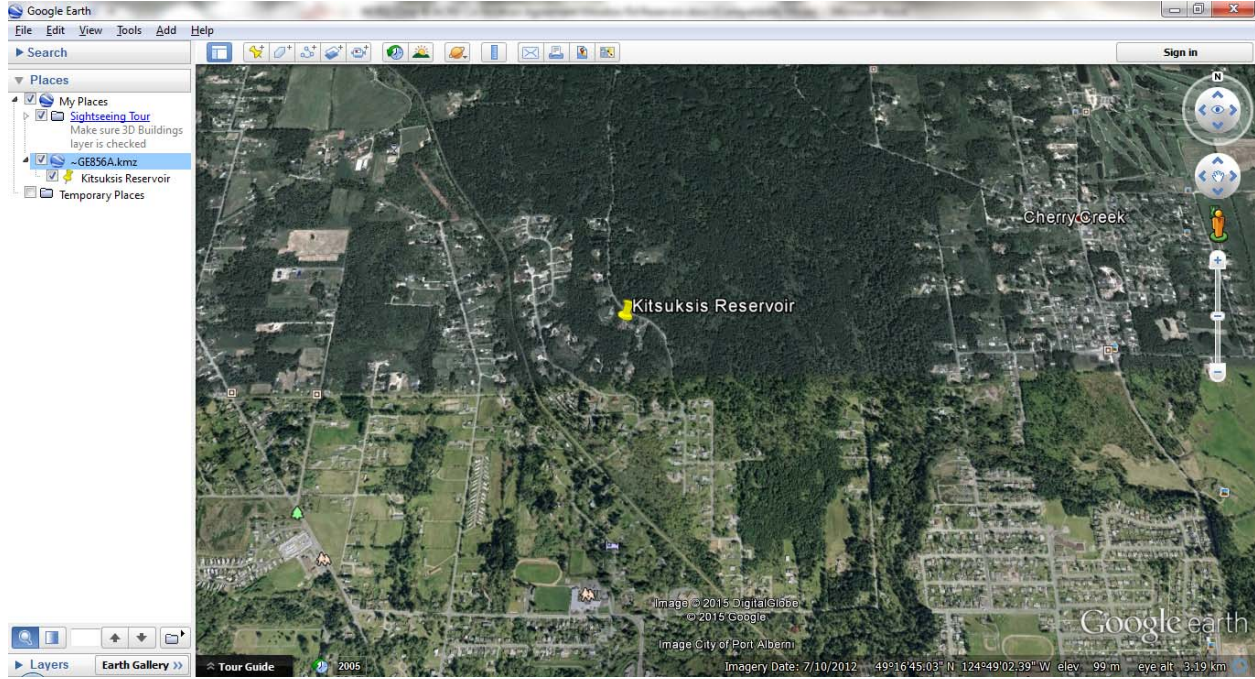 Google Earth
File Edit View Tools Add Help
Search
Sign in
Places
My Places
Sightseeing Tour
Make sure 3D Buildings
layer is checked
~GE856A.kmz
Kitsuksis Reservoir
Temporary Places
N
Cherry Creek
Kitsuksis Reservoir
Image © 2015 DigitalGlobe
© 2015 Google
Image City of Port Alberni
Google earth
Layers
Earth Gallery >>
Tour Guide
2005
Imagery Date: 7/10/2012 49°16'45.03" N 124°49'02.39" W elev 99 m eye alt 3.19 km